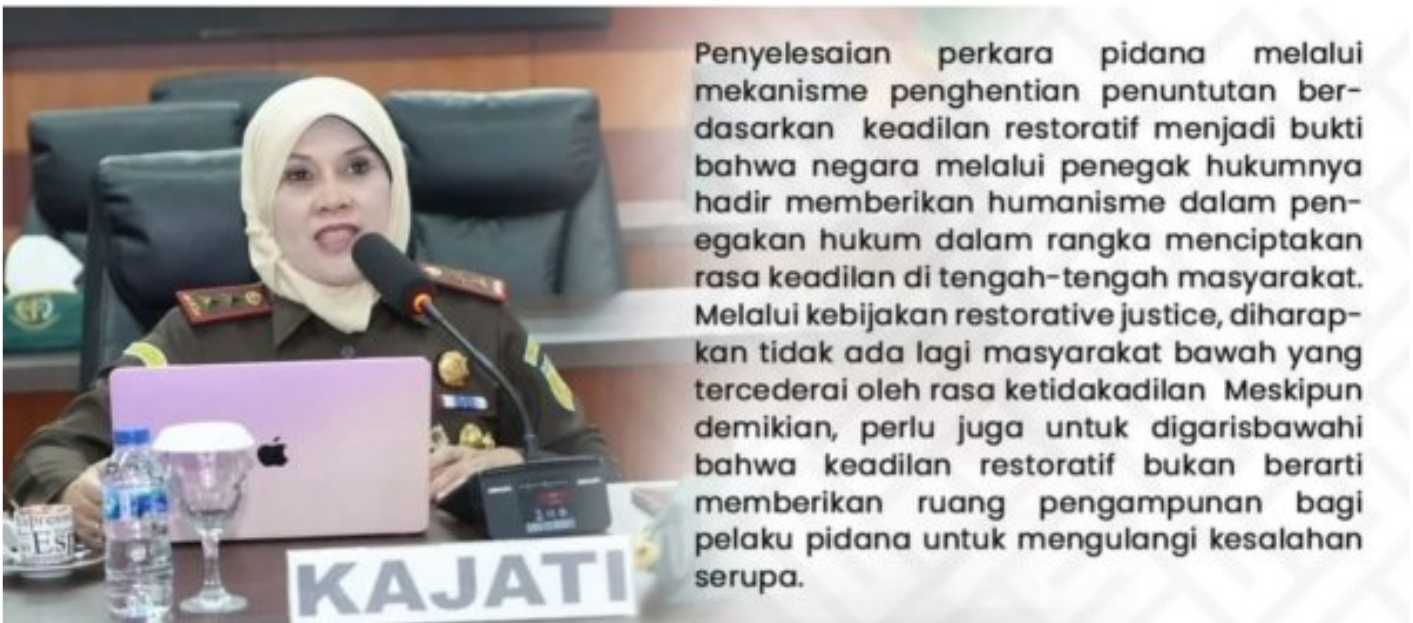 Penyelesaian perkara pidana melalui
mekanisme penghentian penuntutan ber-
dasarkan keadilan restoratif menjadi bukti
bahwa negara melalui penegak hukumnya
hadir memberikan humanisme dalam pen-
egakan hukum dalam rangka menciptakan
rasa keadilan di tengah-tengah masyarakat.
Melalui kebijakan restorative justice, diharap-
kan tidak ada lagi masyarakat bawah yang
tercederai oleh rasa ketidakadilan Meskipun
demikian, perlu juga untuk digarisbawahi
bahwa keadilan restoratif bukan berarti
memberikan ruang pengampunan bagi
pelaku pidana untuk mengulangi kesalahan
serupa.
KAJATI